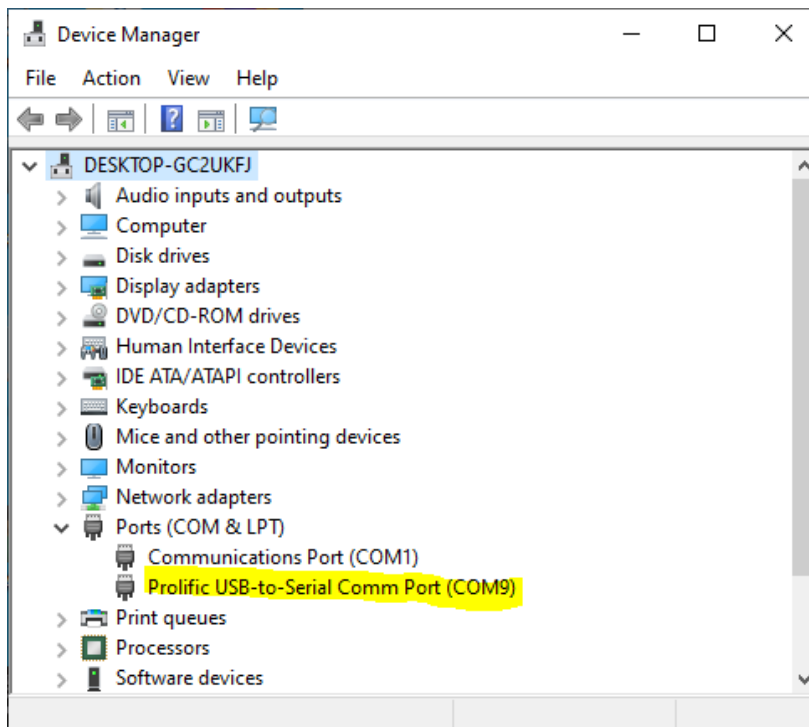 Device Manager
File Action View Help
DESKTOP-GC2UKFJ
Audio inputs and outputs
Computer
Disk drives
Display adapters
DVD/CD-ROM drives
Human Interface Devices
IDE ATA/ATAPI controllers
Keyboards
Mice and other pointing devices
Monitors
Network adapters
Ports (COM & LPT)
Communications Port (COM1)
Prolific USB-to-Serial Comm Port (COM9)
Print queues
Processors
Software devices